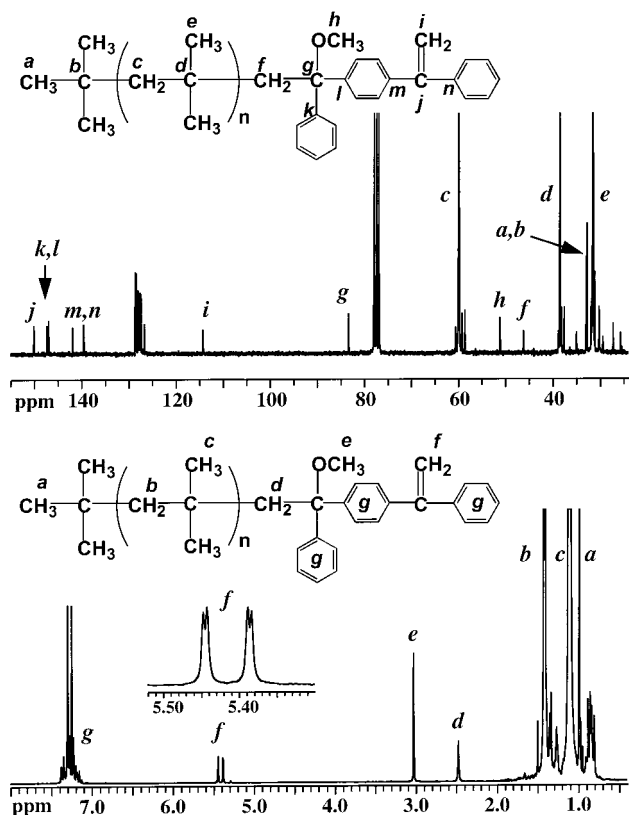 e h i
CH₃ OCH₃ CH₂
a CH₃ c f
b d g
CH₃ CH₂ CH₂ C
l m n
CH₃ CH₃ n k j
c d e
a,b
k,l
j m,n i g h f
ppm 140 120 100 80 60 40
c e f
CH₃ OCH₃ CH₂
a CH₃ b d
CH₃ CH₂ CH₂ g g
CH₃ CH₃ n g
b c a
f e
5.50 5.40
g f d
ppm 7.0 6.0 5.0 4.0 3.0 2.0 1.0